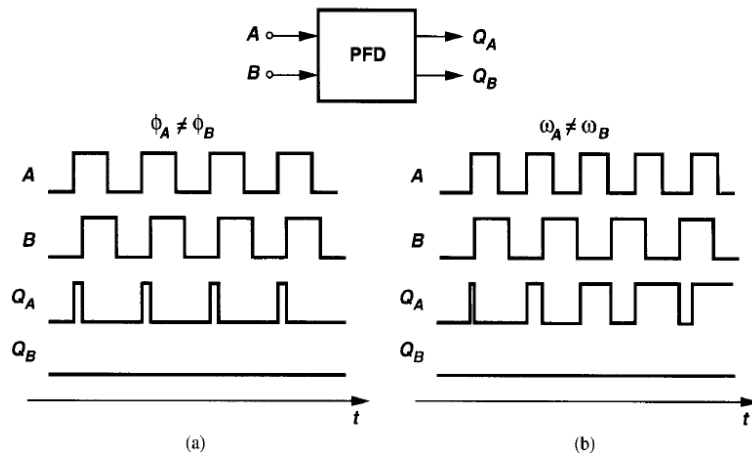 A PFD Q_A
B Q_B
ϕ_A ≠ ϕ_B ω_A ≠ ω_B
A A
B B
Q_A Q_A
Q_B Q_B
t t
(a) (b)